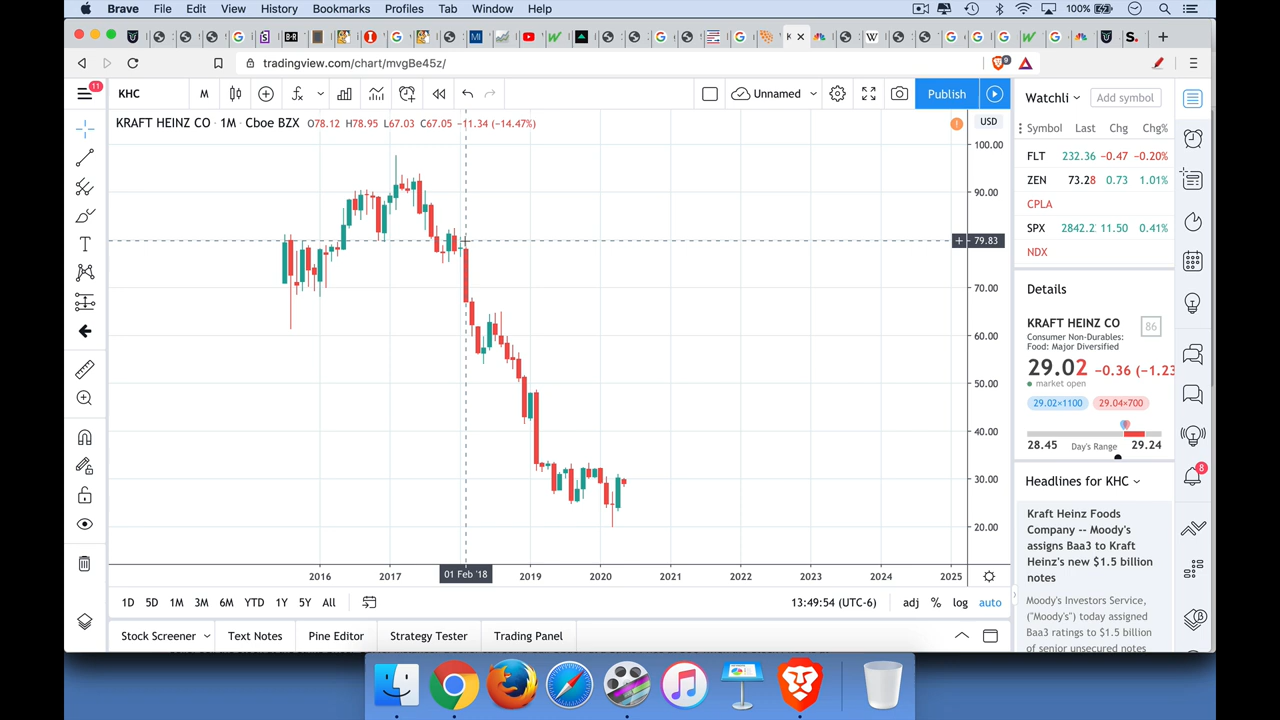 Brave File Edit View History Bookmarks Profiles Tab Window Help 100%
tradingview.com/chart/mvgBe45z/ 9
11 KHC M Unnamed Publish
KRAFT HEINZ CO · 1M · Cboe BZX O78.12 H78.95 L67.03 C67.05 −11.34 (−14.47%)
USD
100.00
90.00
79.83
70.00
60.00
50.00
40.00
30.00
20.00
2016 2017 01 Feb '18 2019 2020 2021 2022 2023 2024 2025
1D 5D 1M 3M 6M YTD 1Y 5Y All 13:49:54 (UTC-6) adj % log auto
Stock Screener Text Notes Pine Editor Strategy Tester Trading Panel
Watchli Add symbol
Symbol Last Chg Chg%
FLT 232.36 −0.47 −0.20%
ZEN 73.28 0.73 1.01%
CPLA
SPX 2842.2 11.50 0.41%
NDX
Details
KRAFT HEINZ CO 86
Consumer Non-Durables:
Food: Major Diversified
29.02 −0.36 (−1.23
market open
29.02×1100 29.04×700
28.45 Day's Range 29.24
Headlines for KHC
8
Kraft Heinz Foods
Company -- Moody's
assigns Baa3 to Kraft
Heinz's new $1.5 billion
notes
Moody's Investors Service,
("Moody's") today assigned
Baa3 ratings to $1.5 billion
of senior unsecured notes